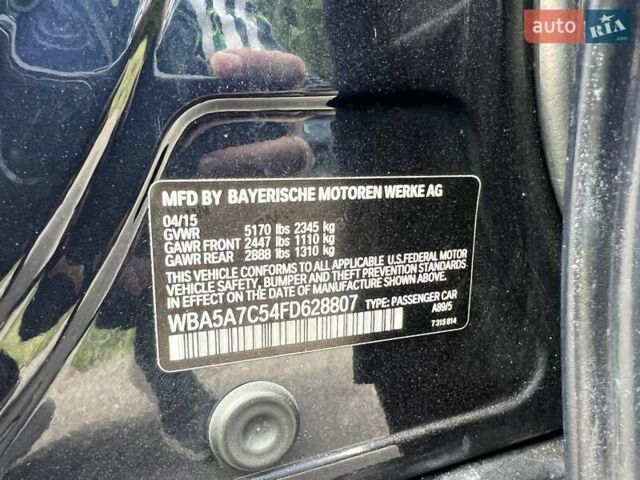 auto RIA.com
MFD BY BAYERISCHE MOTOREN WERKE AG
04/15
GVWR 5170 lbs 2345 kg
GAWR FRONT 2447 lbs 1110 kg
GAWR REAR 2888 lbs 1310 kg
THIS VEHICLE CONFORMS TO ALL APPLICABLE U.S.FEDERAL MOTOR
VEHICLE SAFETY, BUMPER, AND THEFT PREVENTION STANDARDS
IN EFFECT ON THE DATE OF MANUFACTURE SHOWN ABOVE.
WBA5A7C54FD628807 TYPE: PASSENGER CAR
A89/5
7 315 814